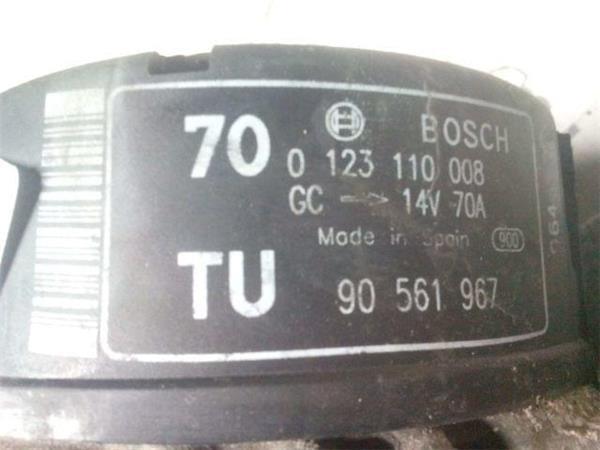 70 BOSCH
0 123 110 008
GC → 14V 70A
Made in Spain 900
TU 90 561 967